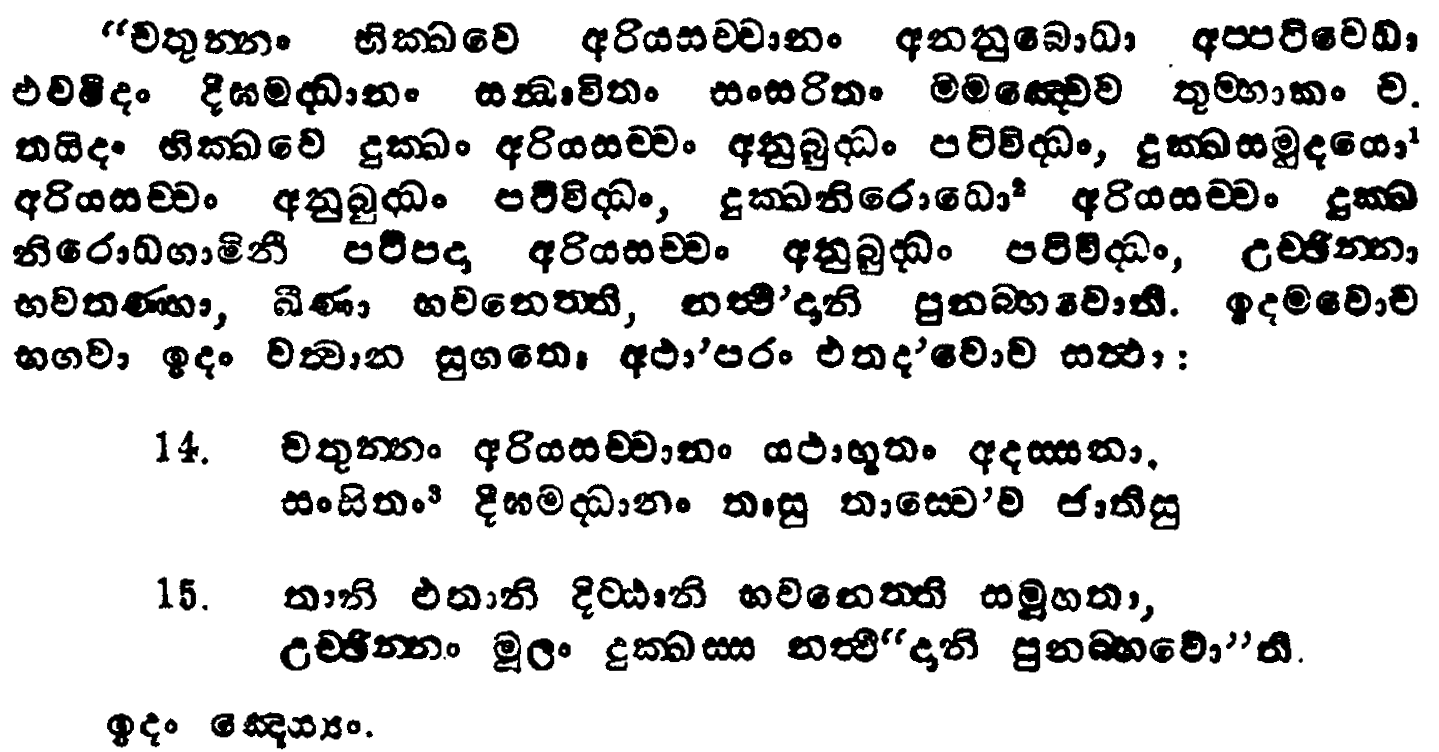 “චතුන්නං භික්ඛවෙ අරියසච්චානං අනනුබොධා අප්පටිවෙධා
එවමිදං දීඝමද්ධානං සන්ධාවිතං සංසරිතං මමඤ්චෙව තුම්හාකං ච.
තයිදං භික්ඛවෙ දුක්ඛං අරියසච්චං අනුබුද්ධං පටිවිද්ධං, දුක්ඛසමුදයො¹
අරියසච්චං අනුබුද්ධං පටිවිද්ධං, දුක්ඛනිරොධො² අරියසච්චං දුක්ඛ
නිරොධගාමිනී පටිපදා අරියසච්චං අනුබුද්ධං පටිවිද්ධං, උච්ඡින්නා
භවතණ්හා, ඛීණා භවනෙත්ති, නත්ථි’දානි පුනබ්භවොති. ඉදමවොච
භගවා ඉදං වත්වාන සුගතො අථා’පරං එතද’වොච සත්ථා:
14. චතුන්නං අරියසච්චානං යථාභූතං අදස්සනා,
සංසිතං³ දීඝමද්ධානං තාසු තාස්වෙ’ව ජාතිසු
15. තානි එතානි දිට්ඨානි භවනෙත්ති සමූහතා,
උච්ඡින්නං මූලං දුක්ඛස්ස නත්ථි“දානි පුනබ්භවො”ති.
ඉදං ඤෙය්‍යං.